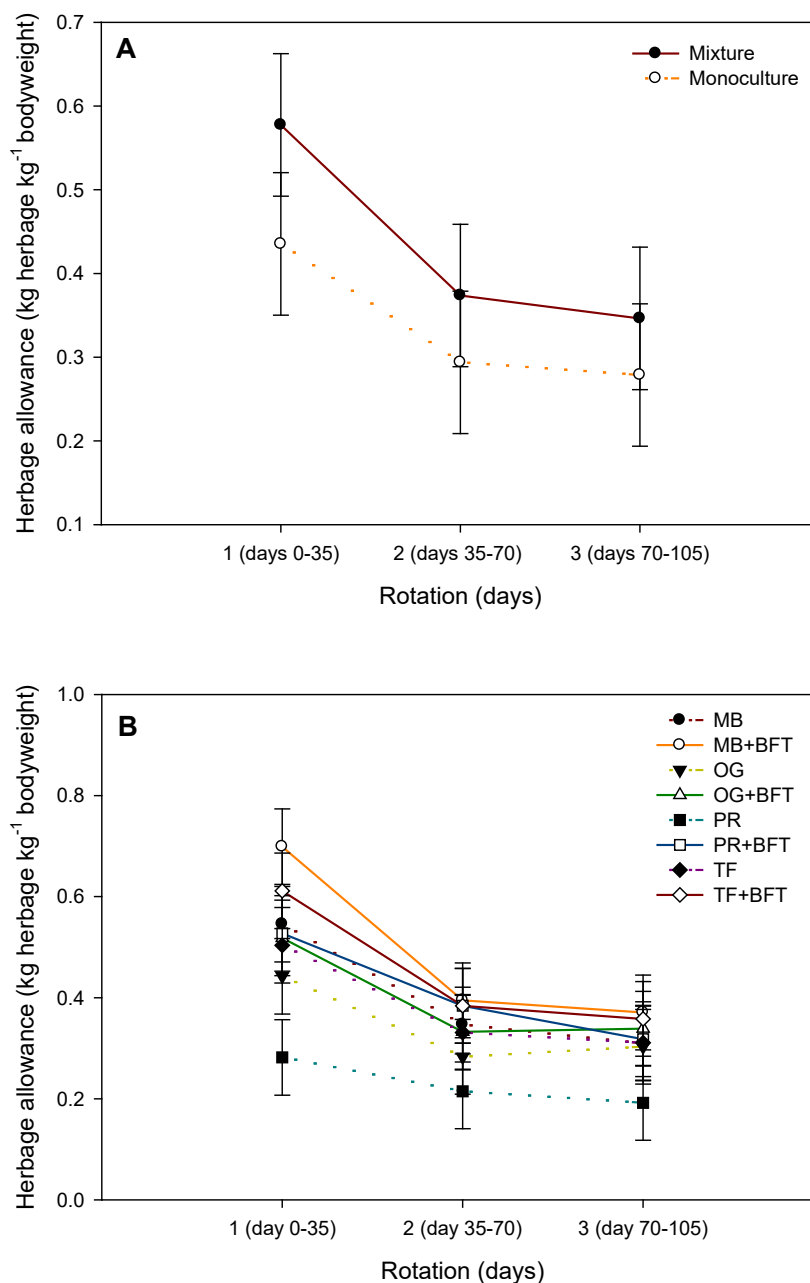 A
Mixture
Monoculture
Herbage allowance (kg herbage kg⁻¹ bodyweight)
0.7
0.6
0.5
0.4
0.3
0.2
0.1
1 (days 0-35)
2 (days 35-70)
3 (days 70-105)
Rotation (days)
B
MB
MB+BFT
OG
OG+BFT
PR
PR+BFT
TF
TF+BFT
Herbage allowance (kg herbage kg⁻¹ bodyweight)
1.0
0.8
0.6
0.4
0.2
0.0
1 (day 0-35)
2 (day 35-70)
3 (day 70-105)
Rotation (days)